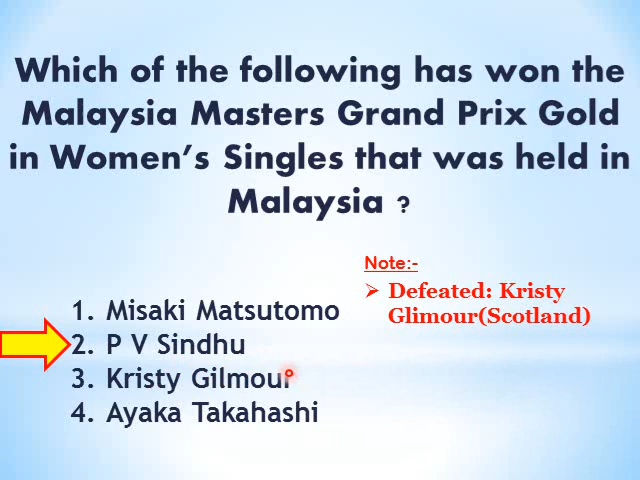 Which of the following has won the
Malaysia Masters Grand Prix Gold
in Women's Singles that was held in
Malaysia ?
Note:-
➢ Defeated: Kristy
Glimour(Scotland)
1. Misaki Matsutomo
2. P V Sindhu
3. Kristy Gilmour
4. Ayaka Takahashi